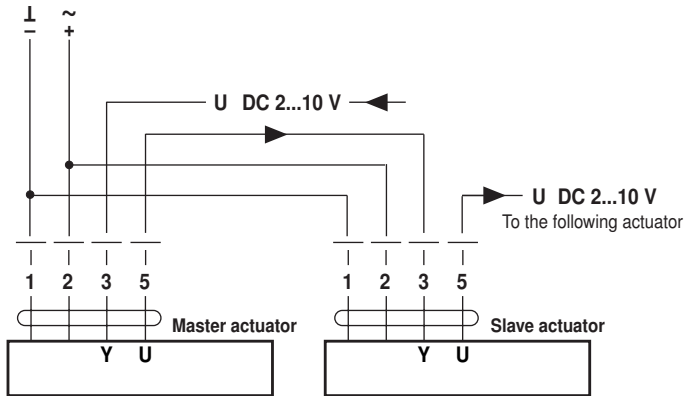 ⊥ ~
– +
U DC 2...10 V
U DC 2...10 V
To the following actuator
1 2 3 5
1 2 3 5
Master actuator
Slave actuator
Y U
Y U